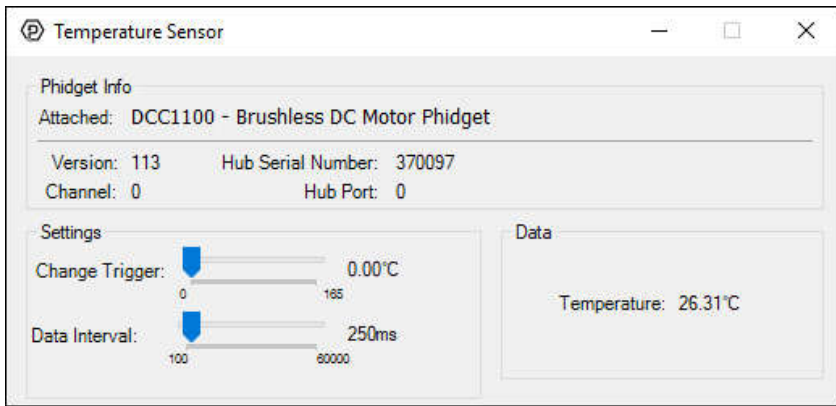 Temperature Sensor
Phidget Info
Attached: DCC1100 - Brushless DC Motor Phidget
Version: 113 Hub Serial Number: 370097
Channel: 0 Hub Port: 0
Settings
Change Trigger: 0.00°C
0 165
Data Interval: 250ms
100 60000
Data
Temperature: 26.31°C